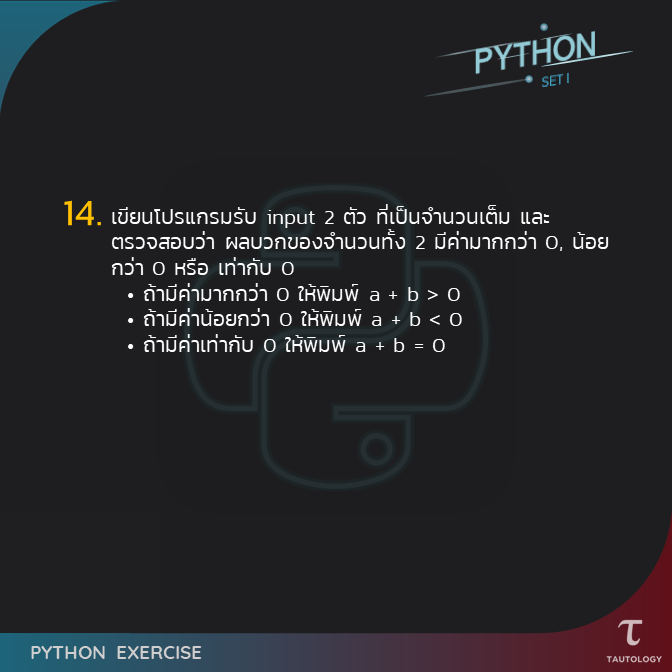 PYTHON
SET I
14. เขียนโปรแกรมรับ input 2 ตัว ที่เป็นจำนวนเต็ม และ
ตรวจสอบว่า ผลบวกของจำนวนทั้ง 2 มีค่ามากกว่า 0, น้อย
กว่า 0 หรือ เท่ากับ 0
• ถ้ามีค่ามากกว่า 0 ให้พิมพ์ a + b > 0
• ถ้ามีค่าน้อยกว่า 0 ให้พิมพ์ a + b < 0
• ถ้ามีค่าเท่ากับ 0 ให้พิมพ์ a + b = 0
PYTHON EXERCISE
τ
TAUTOLOGY